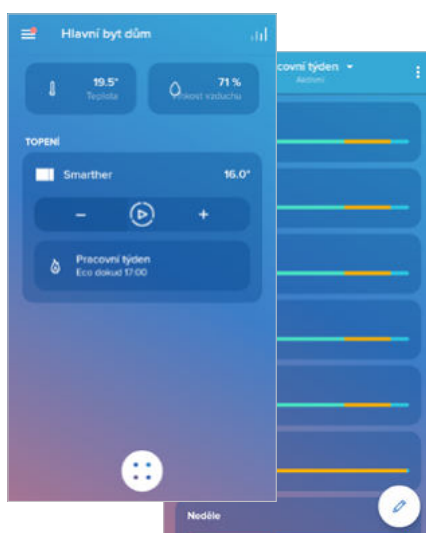 Hlavní byt dům
19.5°
Teplota
71 %
Vlhkost vzduchu
TOPENÍ
Smarther
16.0°
Pracovní týden
Eco dokud 17:00
covní týden
Aktivní
Neděle